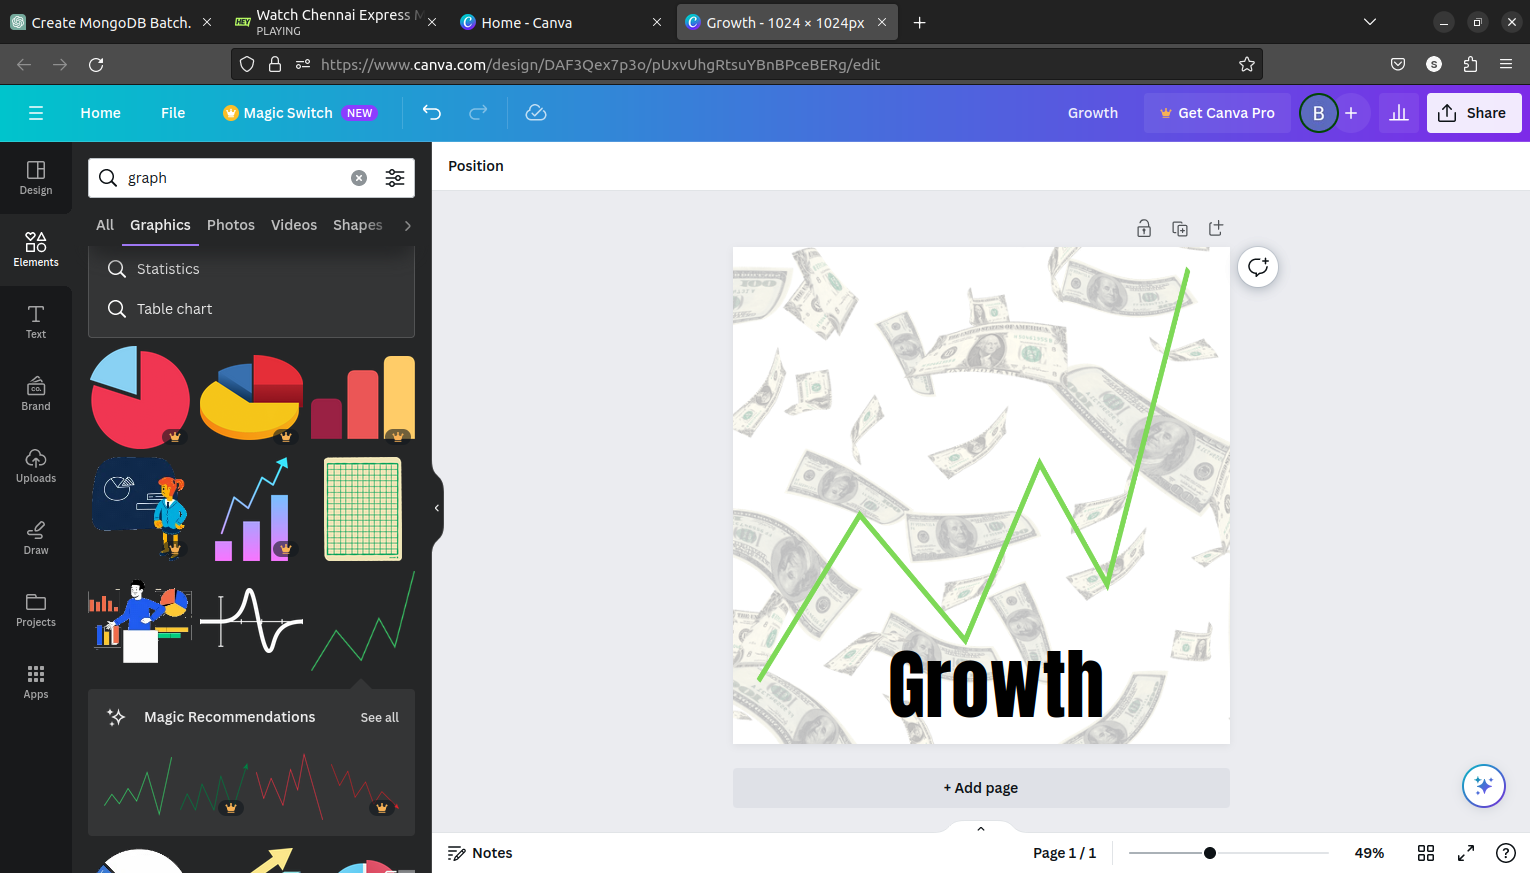 Create MongoDB Batch.
Watch Chennai Express M
PLAYING
Home - Canva
Growth - 1024 × 1024px
https://www.canva.com/design/DAF3Qex7p3o/pUxvUhgRtsuYBnBPceBERg/edit
S
Home
File
Magic Switch
NEW
Growth
Get Canva Pro
B
Share
Design
Elements
Text
Brand
Uploads
Draw
Projects
Apps
graph
All
Graphics
Photos
Videos
Shapes
Statistics
Table chart
Magic Recommendations
See all
Position
Growth
+ Add page
Notes
Page 1 / 1
49%